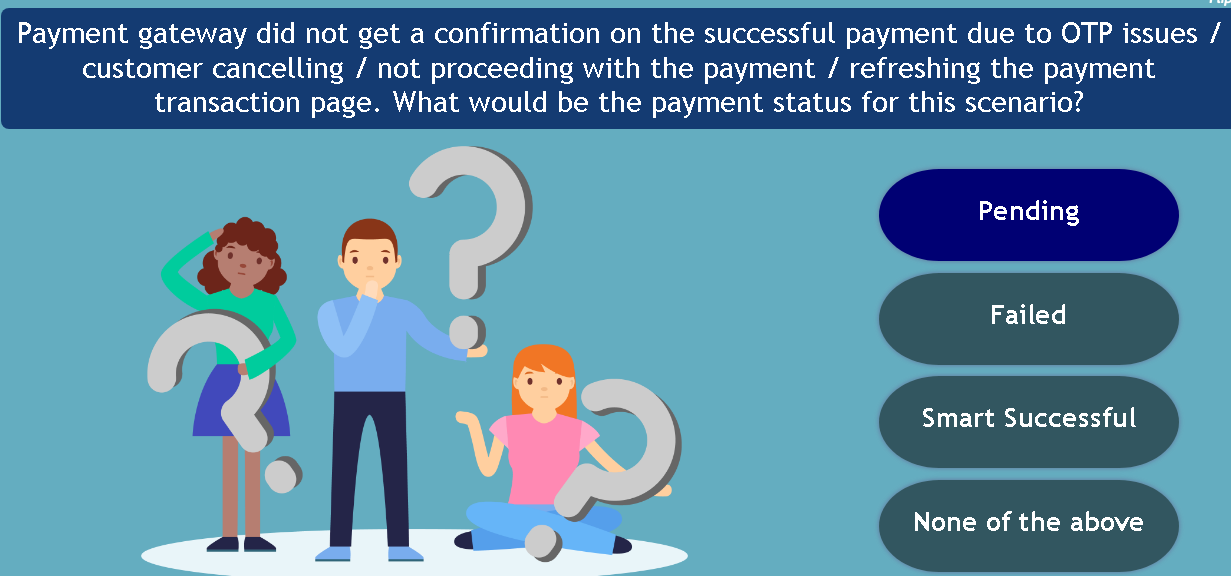 Payment gateway did not get a confirmation on the successful payment due to OTP issues /
customer cancelling / not proceeding with the payment / refreshing the payment
transaction page. What would be the payment status for this scenario?
Pending
Failed
Smart Successful
None of the above